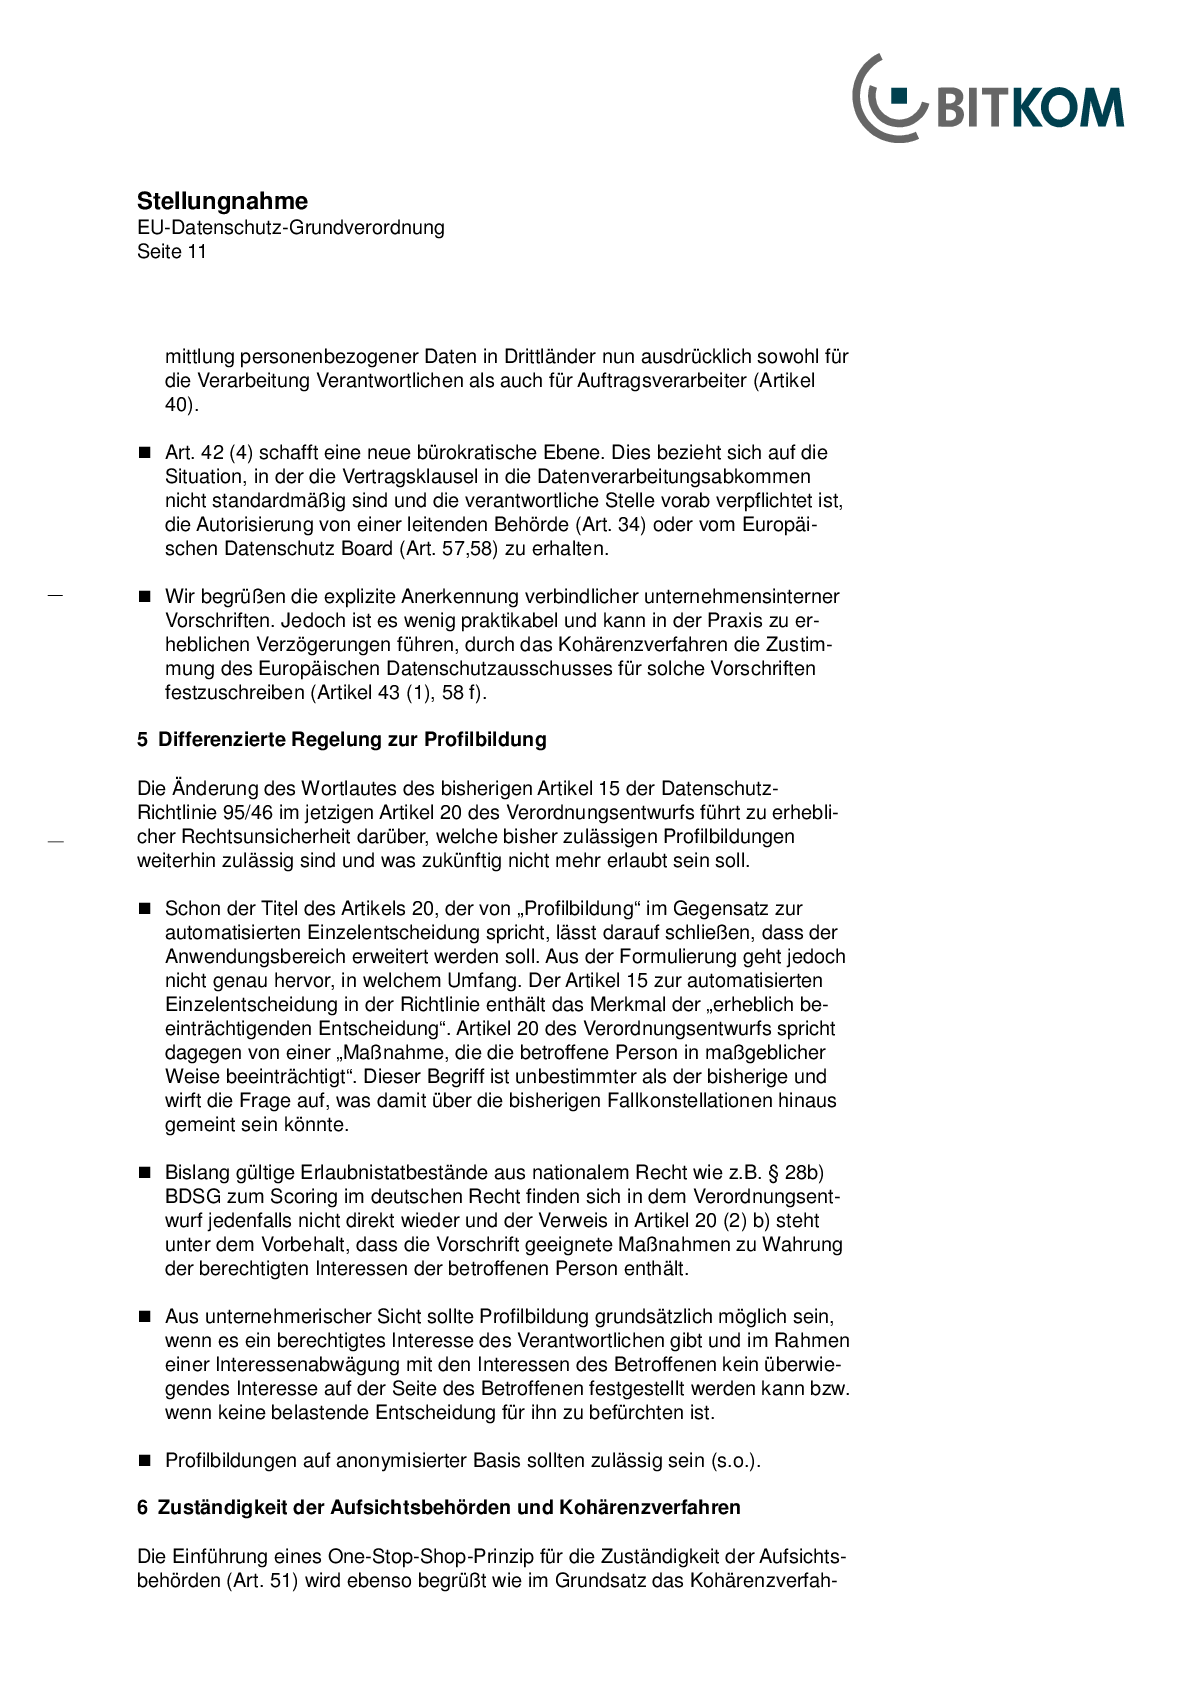 BITKOM
Stellungnahme
EU-Datenschutz-Grundverordnung
Seite 11
mittlung personenbezogener Daten in Drittländer nun ausdrücklich sowohl für
die Verarbeitung Verantwortlichen als auch für Auftragsverarbeiter (Artikel
40).
■ Art. 42 (4) schafft eine neue bürokratische Ebene. Dies bezieht sich auf die
Situation, in der die Vertragsklausel in die Datenverarbeitungsabkommen
nicht standardmäßig sind und die verantwortliche Stelle vorab verpflichtet ist,
die Autorisierung von einer leitenden Behörde (Art. 34) oder vom Europäi-
schen Datenschutz Board (Art. 57,58) zu erhalten.
■ Wir begrüßen die explizite Anerkennung verbindlicher unternehmensinterner
Vorschriften. Jedoch ist es wenig praktikabel und kann in der Praxis zu er-
heblichen Verzögerungen führen, durch das Kohärenzverfahren die Zustim-
mung des Europäischen Datenschutzausschusses für solche Vorschriften
festzuschreiben (Artikel 43 (1), 58 f).
5 Differenzierte Regelung zur Profilbildung
Die Änderung des Wortlautes des bisherigen Artikel 15 der Datenschutz-
Richtlinie 95/46 im jetzigen Artikel 20 des Verordnungsentwurfs führt zu erhebli-
cher Rechtsunsicherheit darüber, welche bisher zulässigen Profilbildungen
weiterhin zulässig sind und was zukünftig nicht mehr erlaubt sein soll.
■ Schon der Titel des Artikels 20, der von „Profilbildung“ im Gegensatz zur
automatisierten Einzelentscheidung spricht, lässt darauf schließen, dass der
Anwendungsbereich erweitert werden soll. Aus der Formulierung geht jedoch
nicht genau hervor, in welchem Umfang. Der Artikel 15 zur automatisierten
Einzelentscheidung in der Richtlinie enthält das Merkmal der „erheblich be-
einträchtigenden Entscheidung“. Artikel 20 des Verordnungsentwurfs spricht
dagegen von einer „Maßnahme, die die betroffene Person in maßgeblicher
Weise beeinträchtigt“. Dieser Begriff ist unbestimmter als der bisherige und
wirft die Frage auf, was damit über die bisherigen Fallkonstellationen hinaus
gemeint sein könnte.
■ Bislang gültige Erlaubnistatbestände aus nationalem Recht wie z.B. § 28b)
BDSG zum Scoring im deutschen Recht finden sich in dem Verordnungsent-
wurf jedenfalls nicht direkt wieder und der Verweis in Artikel 20 (2) b) steht
unter dem Vorbehalt, dass die Vorschrift geeignete Maßnahmen zu Wahrung
der berechtigten Interessen der betroffenen Person enthält.
■ Aus unternehmerischer Sicht sollte Profilbildung grundsätzlich möglich sein,
wenn es ein berechtigtes Interesse des Verantwortlichen gibt und im Rahmen
einer Interessenabwägung mit den Interessen des Betroffenen kein überwie-
gendes Interesse auf der Seite des Betroffenen festgestellt werden kann bzw.
wenn keine belastende Entscheidung für ihn zu befürchten ist.
■ Profilbildungen auf anonymisierter Basis sollten zulässig sein (s.o.).
6 Zuständigkeit der Aufsichtsbehörden und Kohärenzverfahren
Die Einführung eines One-Stop-Shop-Prinzip für die Zuständigkeit der Aufsichts-
behörden (Art. 51) wird ebenso begrüßt wie im Grundsatz das Kohärenzverfah-